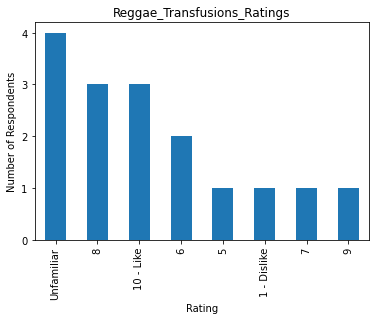 Reggae_Transfusions_Ratings
Number of Respondents
4
3
2
1
0
Unfamiliar
8
10 - Like
6
5
1 - Dislike
7
9
Rating